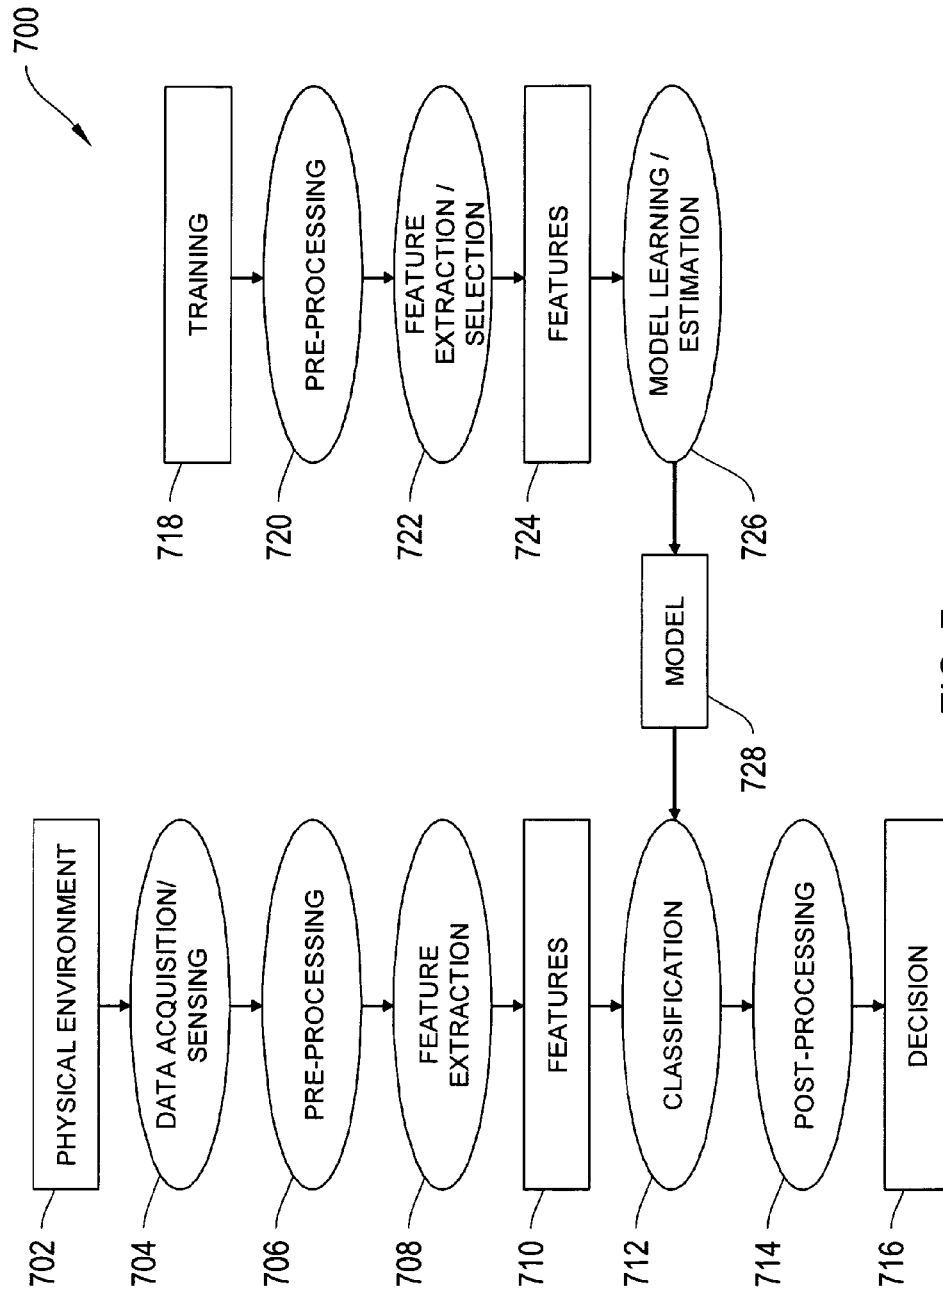 700
702
PHYSICAL ENVIRONMENT
704
DATA ACQUISITION/
SENSING
706
PRE-PROCESSING
708
FEATURE
EXTRACTION
710
FEATURES
712
CLASSIFICATION
714
POST-PROCESSING
716
DECISION
718
TRAINING
720
PRE-PROCESSING
722
FEATURE
EXTRACTION /
SELECTION
724
FEATURES
726
MODEL LEARNING /
ESTIMATION
728
MODEL